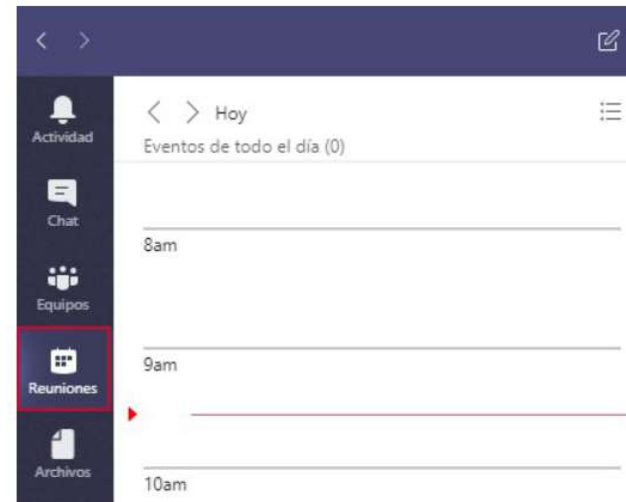 Actividad
Chat
Equipos
Reuniones
Archivos
Hoy
Eventos de todo el día (0)
8am
9am
10am